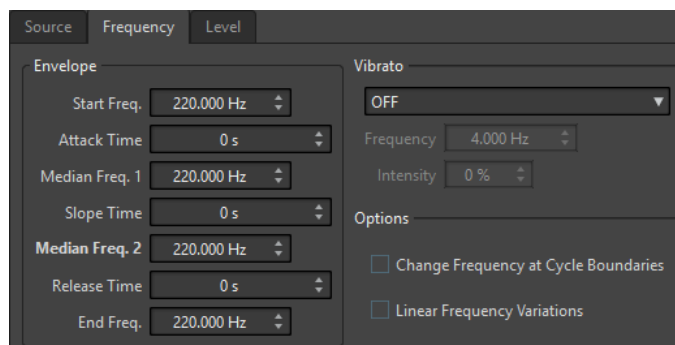 Source Frequency Level
Envelope
Start Freq. 220.000 Hz
Attack Time 0 s
Median Freq. 1 220.000 Hz
Slope Time 0 s
Median Freq. 2 220.000 Hz
Release Time 0 s
End Freq. 220.000 Hz
Vibrato
OFF
Frequency 4.000 Hz
Intensity 0 %
Options
Change Frequency at Cycle Boundaries
Linear Frequency Variations